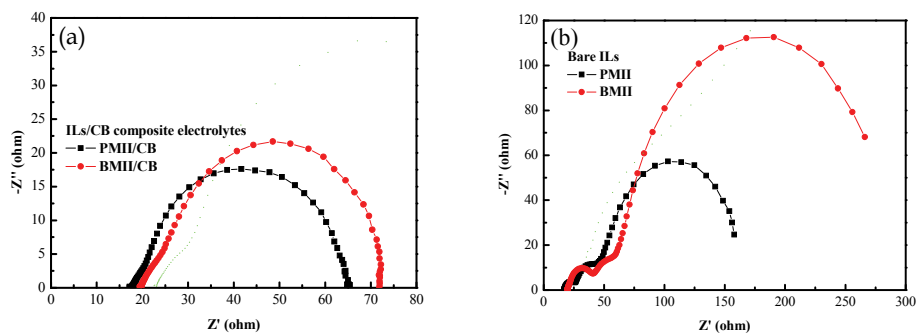 (a)
40
35
30
25
20
15
10
5
0
-Z'' (ohm)
ILs/CB composite electrolytes
PMII/CB
BMII/CB
0 10 20 30 40 50 60 70 80
Z' (ohm)
(b)
120
100
80
60
40
20
0
-Z'' (ohm)
Bare ILs
PMII
BMII
0 50 100 150 200 250 300
Z' (ohm)